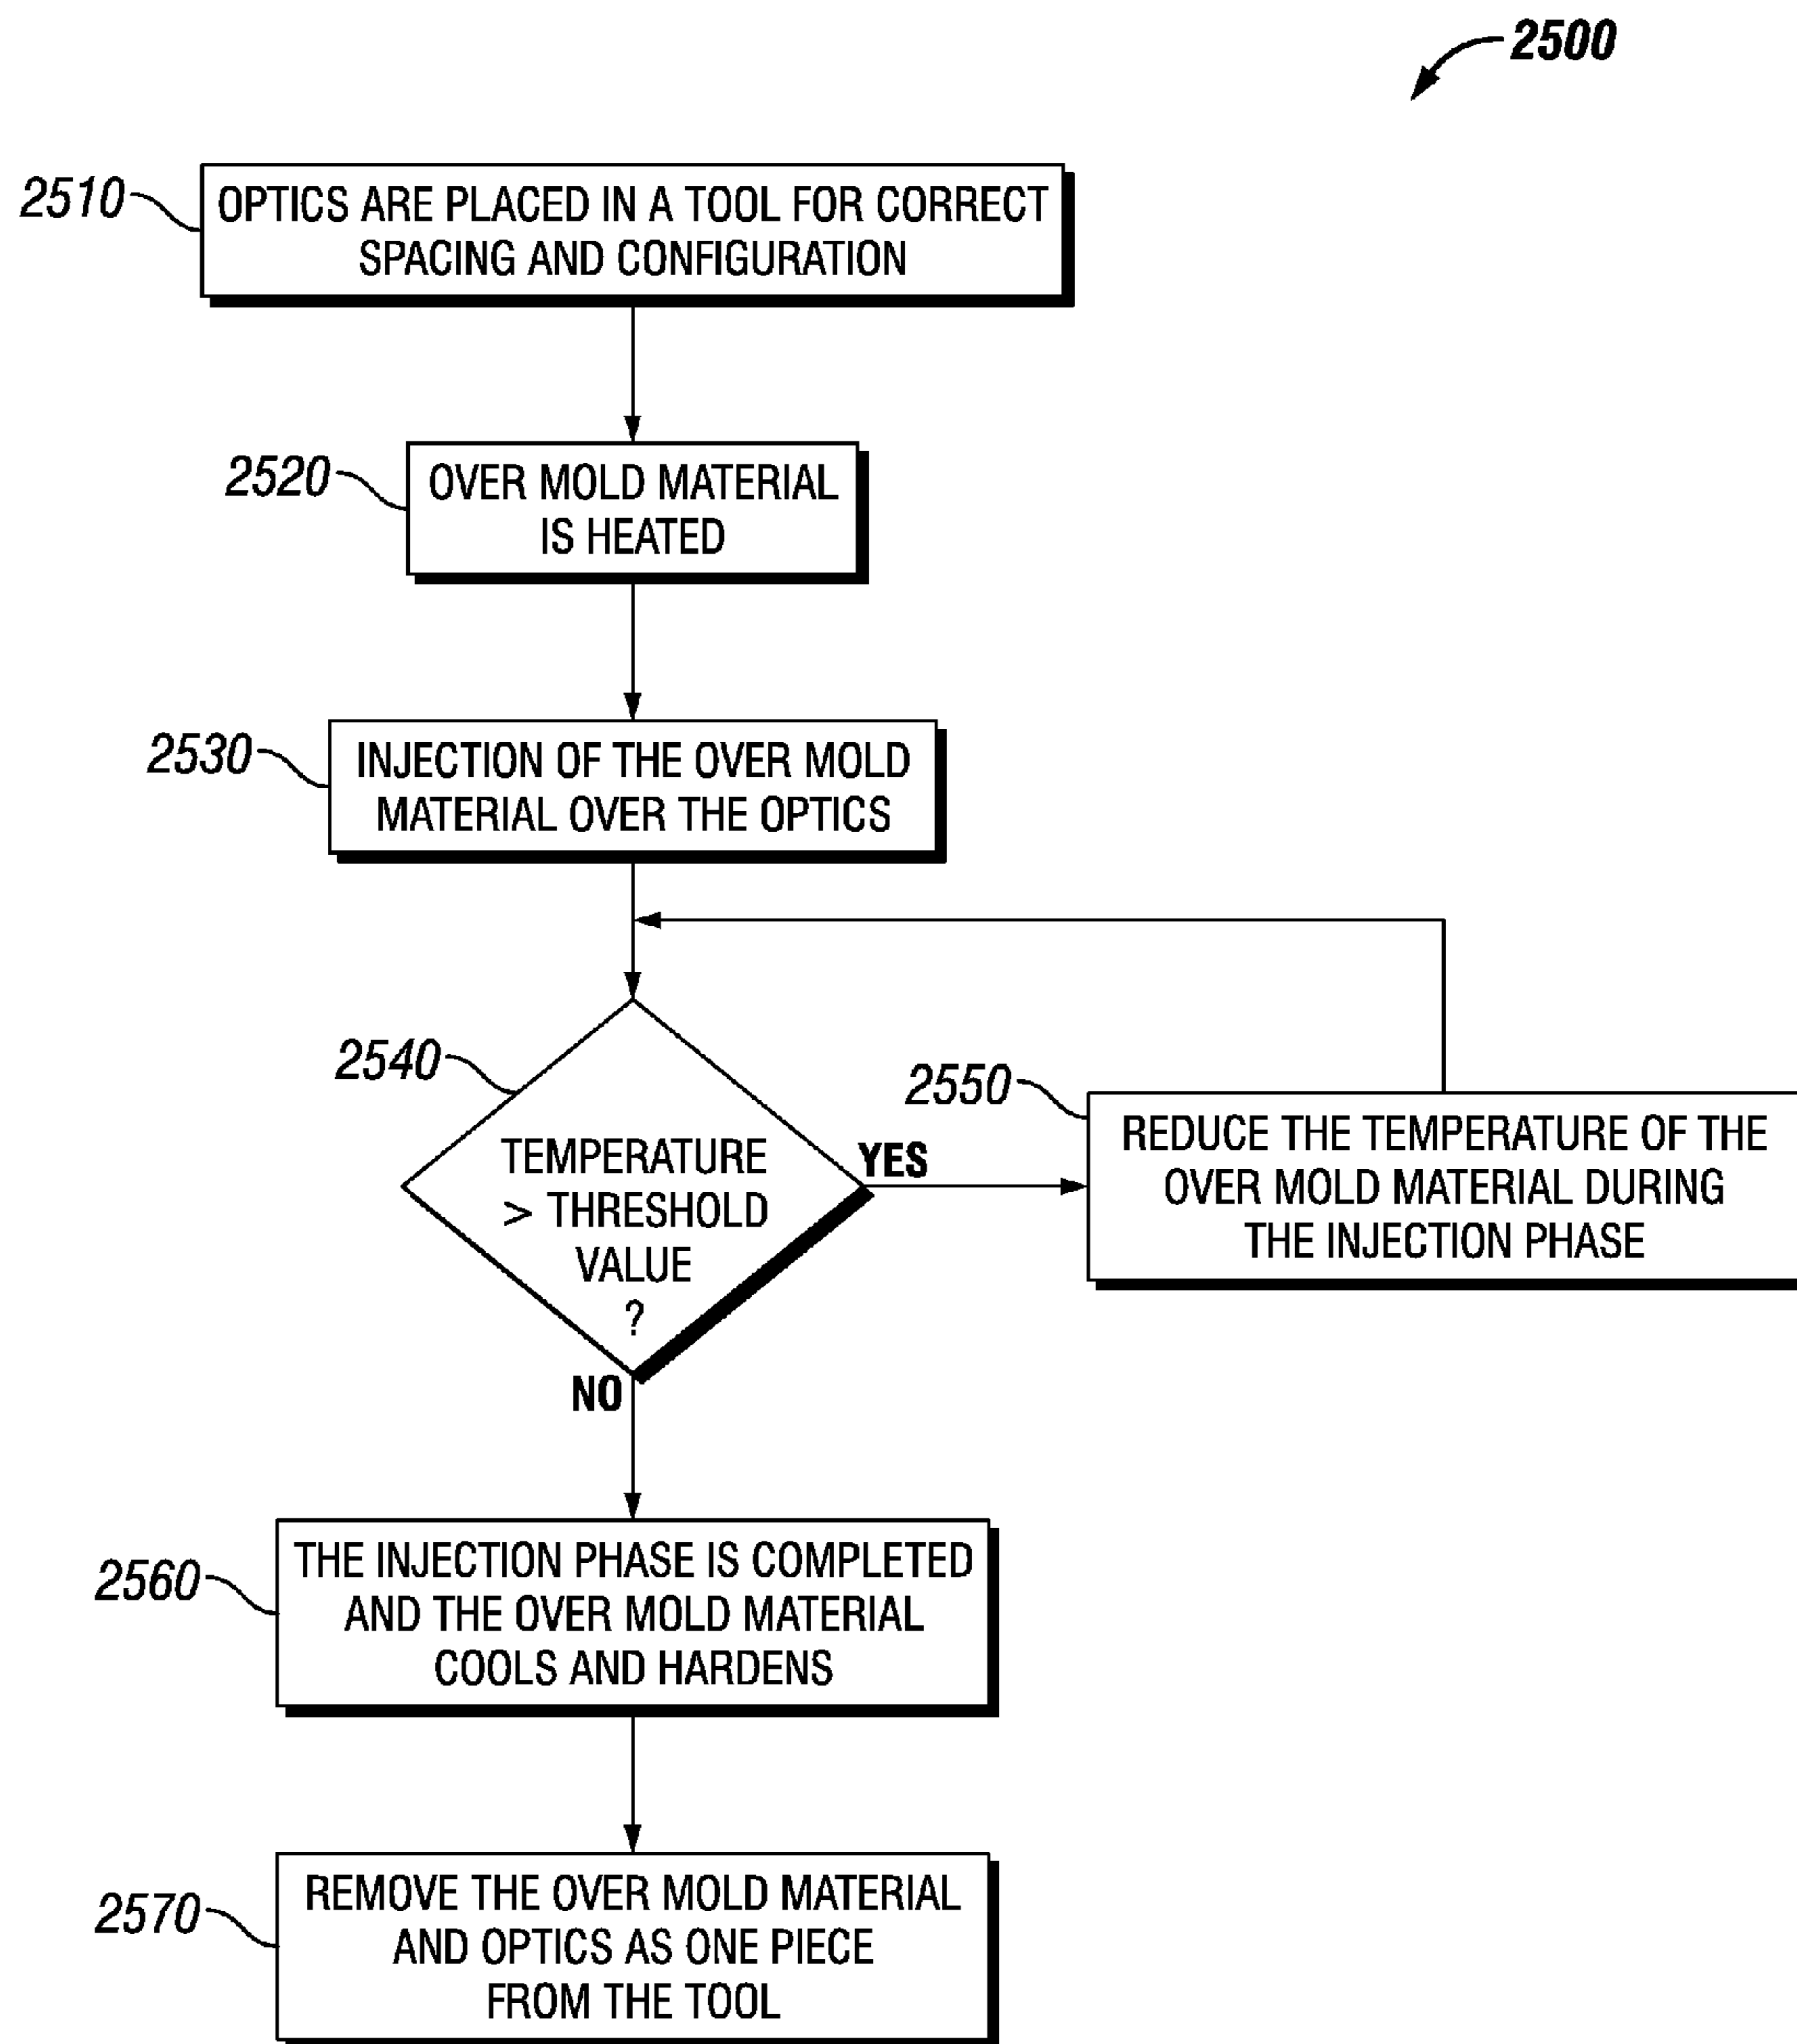 2500
2510
OPTICS ARE PLACED IN A TOOL FOR CORRECT
SPACING AND CONFIGURATION
2520
OVER MOLD MATERIAL
IS HEATED
2530
INJECTION OF THE OVER MOLD
MATERIAL OVER THE OPTICS
2540
TEMPERATURE
> THRESHOLD
VALUE
?
YES
NO
2550
REDUCE THE TEMPERATURE OF THE
OVER MOLD MATERIAL DURING
THE INJECTION PHASE
2560
THE INJECTION PHASE IS COMPLETED
AND THE OVER MOLD MATERIAL
COOLS AND HARDENS
2570
REMOVE THE OVER MOLD MATERIAL
AND OPTICS AS ONE PIECE
FROM THE TOOL